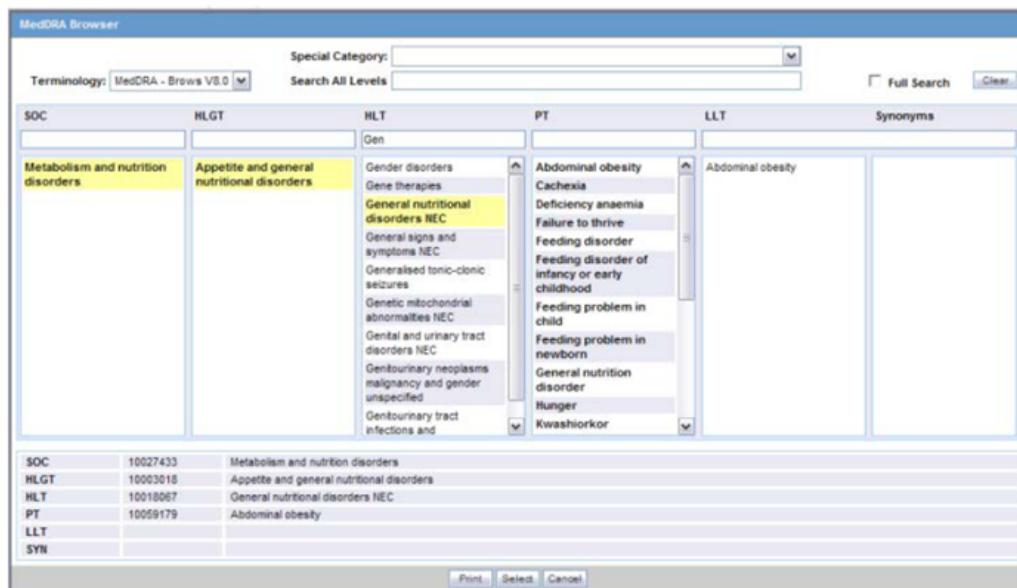 MedDRA Browser
Special Category:
Terminology: MedDRA - Brows V8.0
Search All Levels
Full Search
Clear
SOC HLGT HLT PT LLT Synonyms
Gen
Metabolism and nutrition
disorders
Appetite and general
nutritional disorders
Gender disorders
Gene therapies
General nutritional
disorders NEC
General signs and
symptoms NEC
Generalised tonic-clonic
seizures
Genetic mitochondrial
abnormalities NEC
Genital and urinary tract
disorders NEC
Genitourinary neoplasms
malignancy and gender
unspecified
Genitourinary tract
infections and
Abdominal obesity
Cachexia
Deficiency anaemia
Failure to thrive
Feeding disorder
Feeding disorder of
infancy or early
childhood
Feeding problem in
child
Feeding problem in
newborn
General nutrition
disorder
Hunger
Kwashiorkor
Abdominal obesity
SOC 10027433 Metabolism and nutrition disorders
HLGT 10003018 Appetite and general nutritional disorders
HLT 10018067 General nutritional disorders NEC
PT 10059179 Abdominal obesity
LLT
SYN
Print Select Cancel